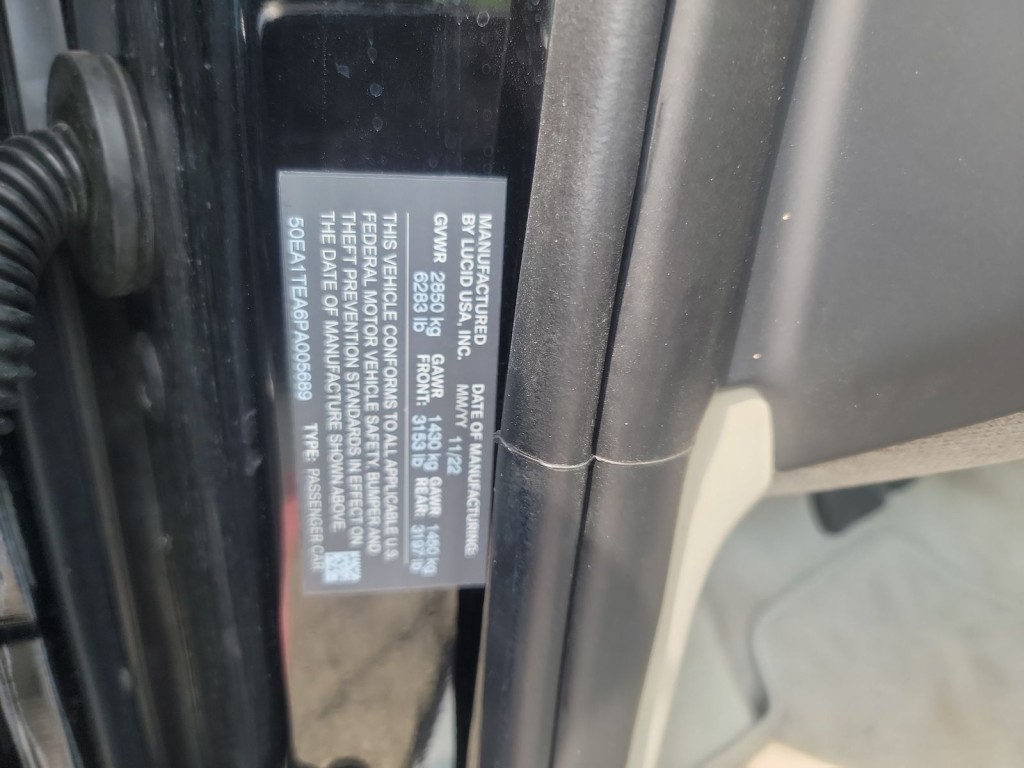 MANUFACTURED
BY LUCID USA, INC.
DATE OF MANUFACTURING:
MM/YY 11/22
GVWR 2850 kg GAWR 1430 kg GAWR 1450 kg
6283 lb FRONT: 3153 lb REAR: 3197 lb
THIS VEHICLE CONFORMS TO ALL APPLICABLE U.S.
FEDERAL MOTOR VEHICLE SAFETY, BUMPER AND
THEFT PREVENTION STANDARDS IN EFFECT ON
THE DATE OF MANUFACTURE SHOWN ABOVE.
50EA1TEA6PA005689 TYPE: PASSENGER CAR